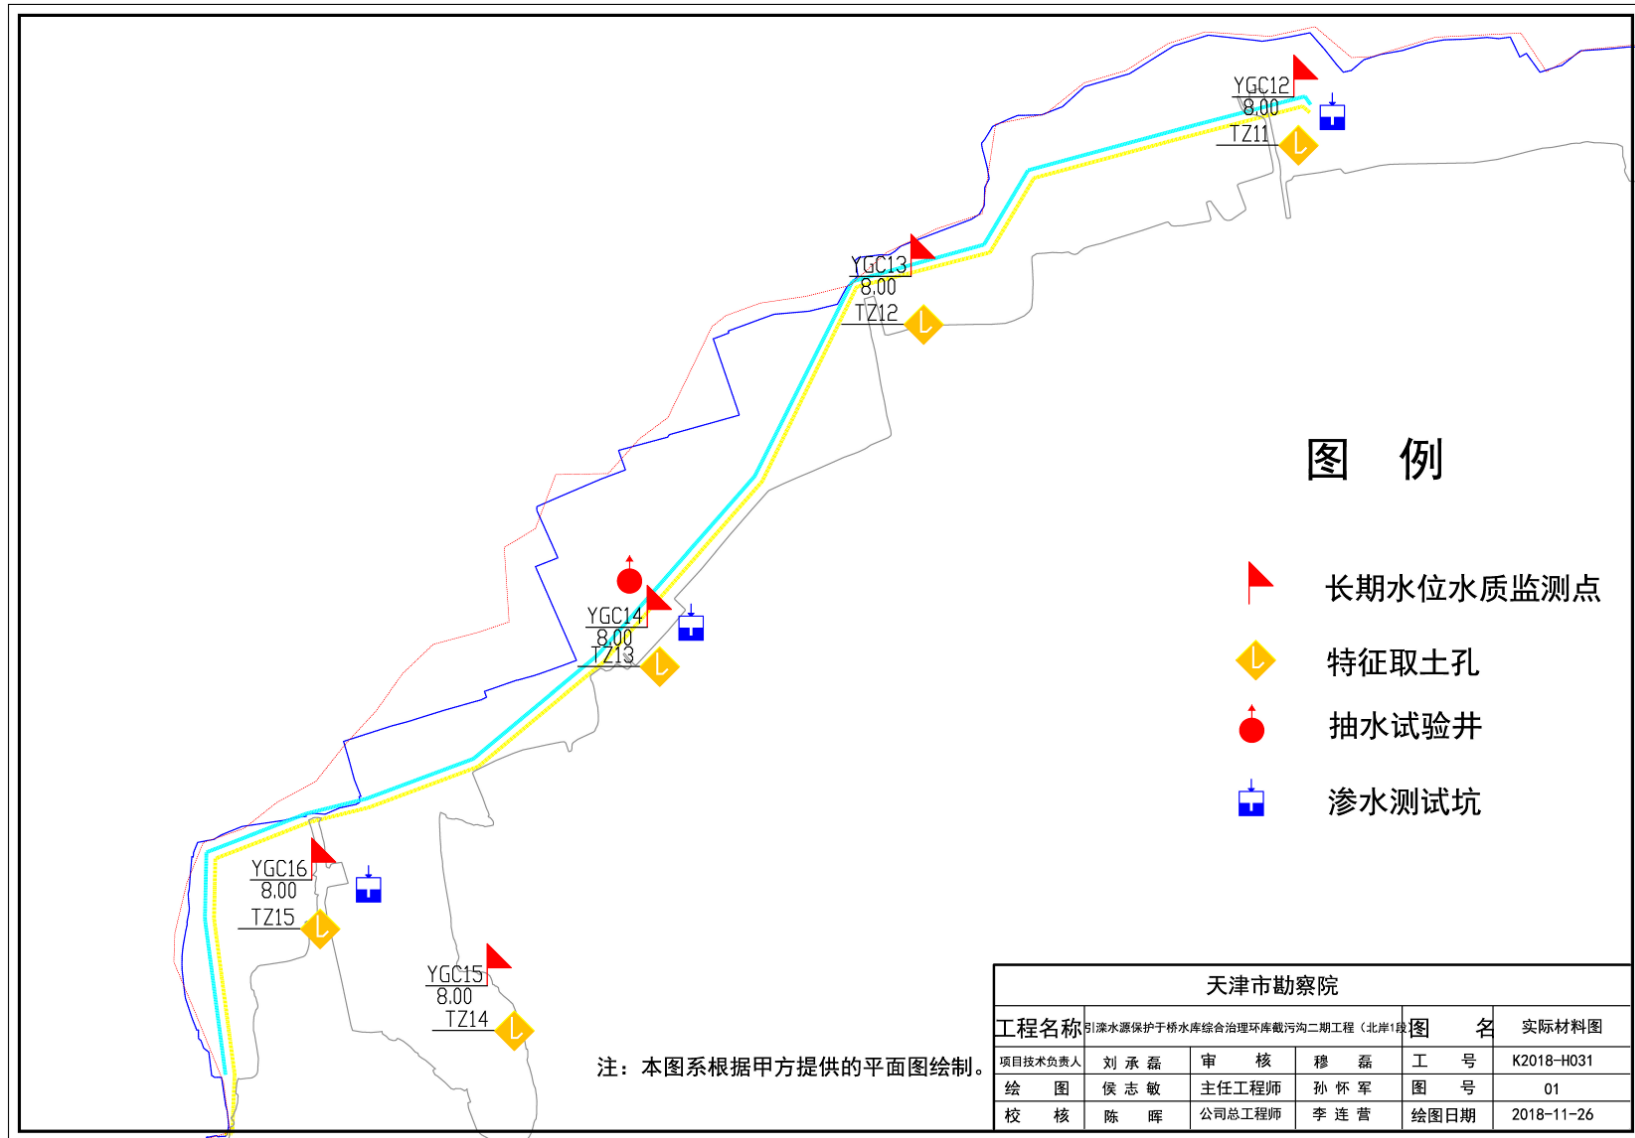 YGC12
8.00
TZ11
YGC13
8.00
TZ12
图 例
长期水位水质监测点
特征取土孔
抽水试验井
渗水测试坑
YGC14
8.00
TZ13
YGC16
8.00
TZ15
YGC15
8.00
TZ14
注：本图系根据甲方提供的平面图绘制。
天津市勘察院
工程名称 引滦水源保护于桥水库综合治理环库截污沟二期工程（北岸1段） 图 名 实际材料图
项目技术负责人 刘承磊 审 核 穆 磊 工 号 K2018-H031
绘 图 侯志敏 主任工程师 孙怀军 图 号 01
校 核 陈 晖 公司总工程师 李连营 绘图日期 2018-11-26